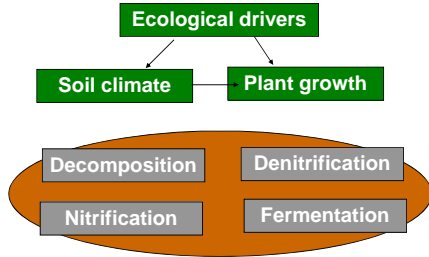 Ecological drivers
Soil climate
Plant growth
Decomposition
Denitrification
Nitrification
Fermentation